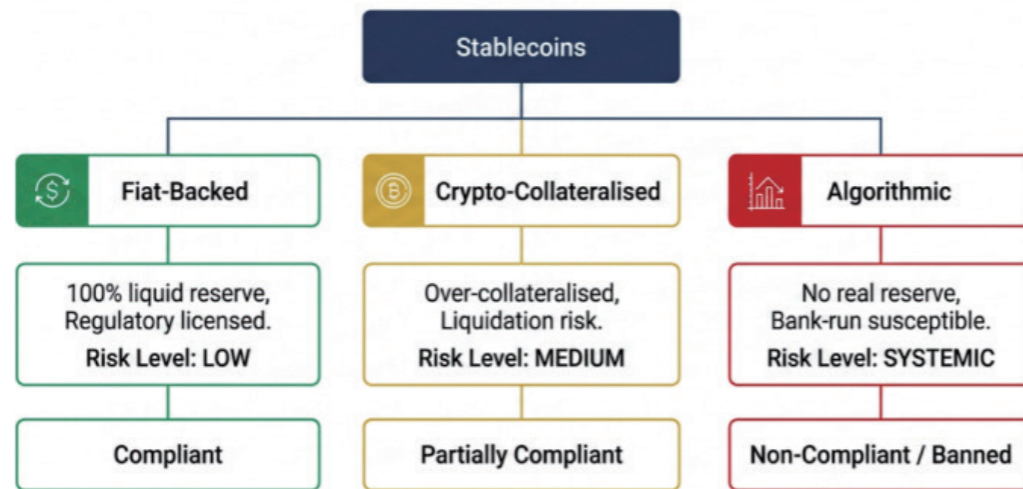 Stablecoins
Fiat-Backed
Crypto-Collateralised
Algorithmic
100% liquid reserve,
Regulatory licensed.
Risk Level: LOW
Over-collateralised,
Liquidation risk.
Risk Level: MEDIUM
No real reserve,
Bank-run susceptible.
Risk Level: SYSTEMIC
Compliant
Partially Compliant
Non-Compliant / Banned